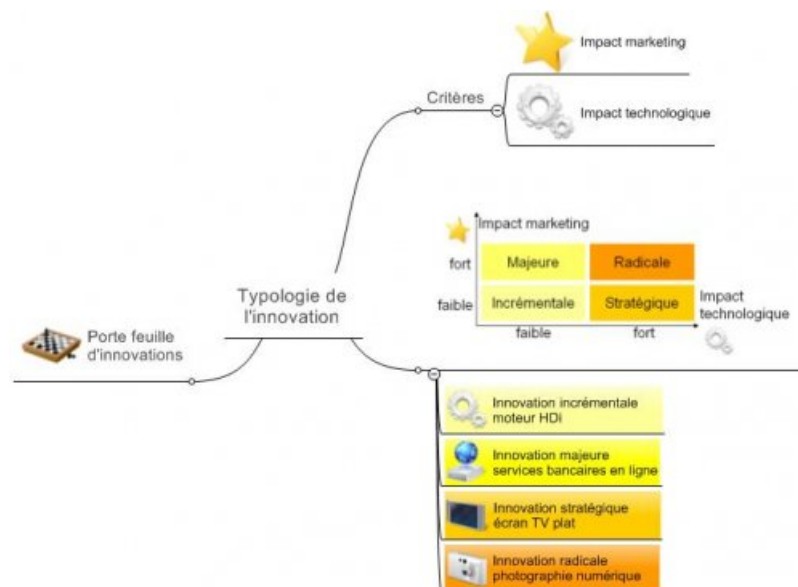 Impact marketing
Critères
Impact technologique
Impact marketing
fort
Majeure
Radicale
faible
Incrémentale
Stratégique
Impact
technologique
faible
fort
Typologie de
l'innovation
Porte feuille
d'innovations
Innovation incrémentale
moteur HDi
Innovation majeure
services bancaires en ligne
Innovation stratégique
écran TV plat
Innovation radicale
photographie numérique